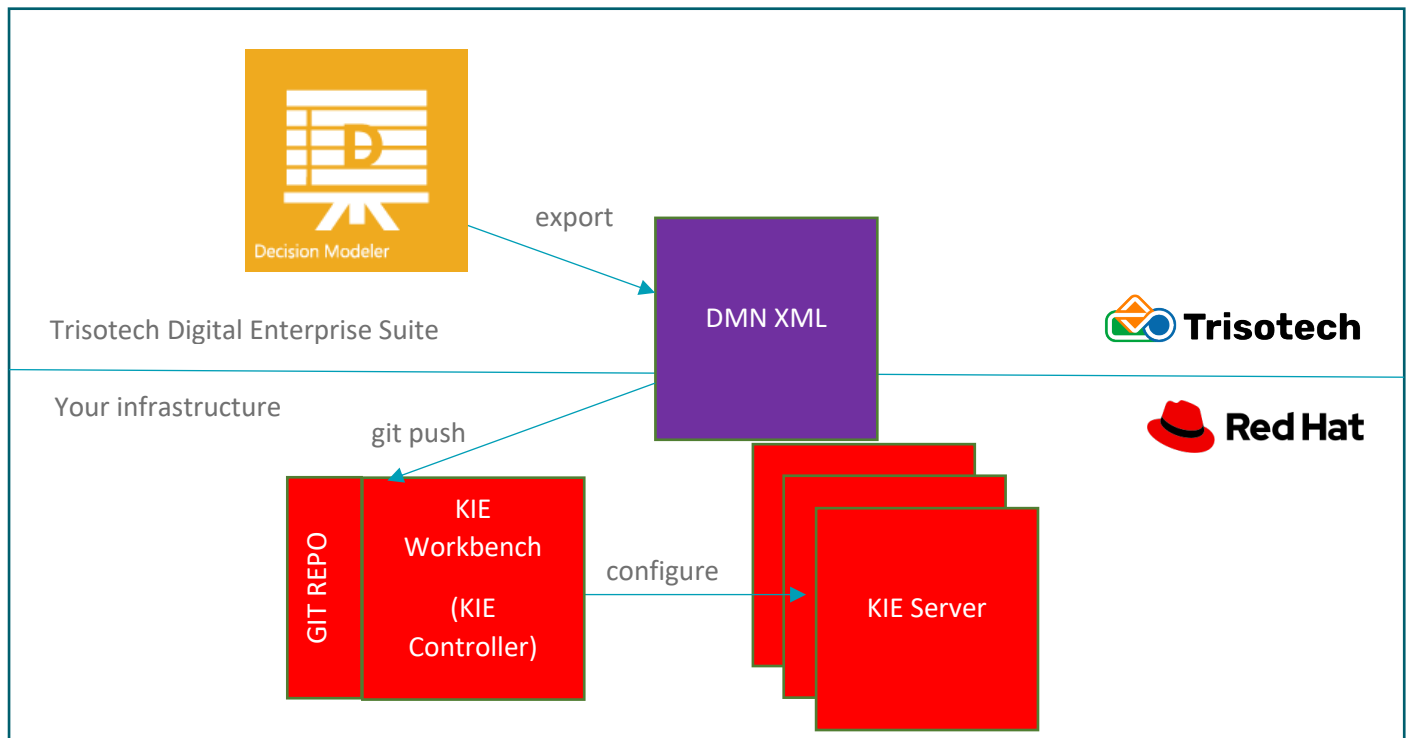 D
Decision Modeler
export
DMN XML
Trisotech Digital Enterprise Suite
Trisotech
Your infrastructure
Red Hat
git push
GIT REPO
KIE
Workbench
(KIE
Controller)
configure
KIE Server